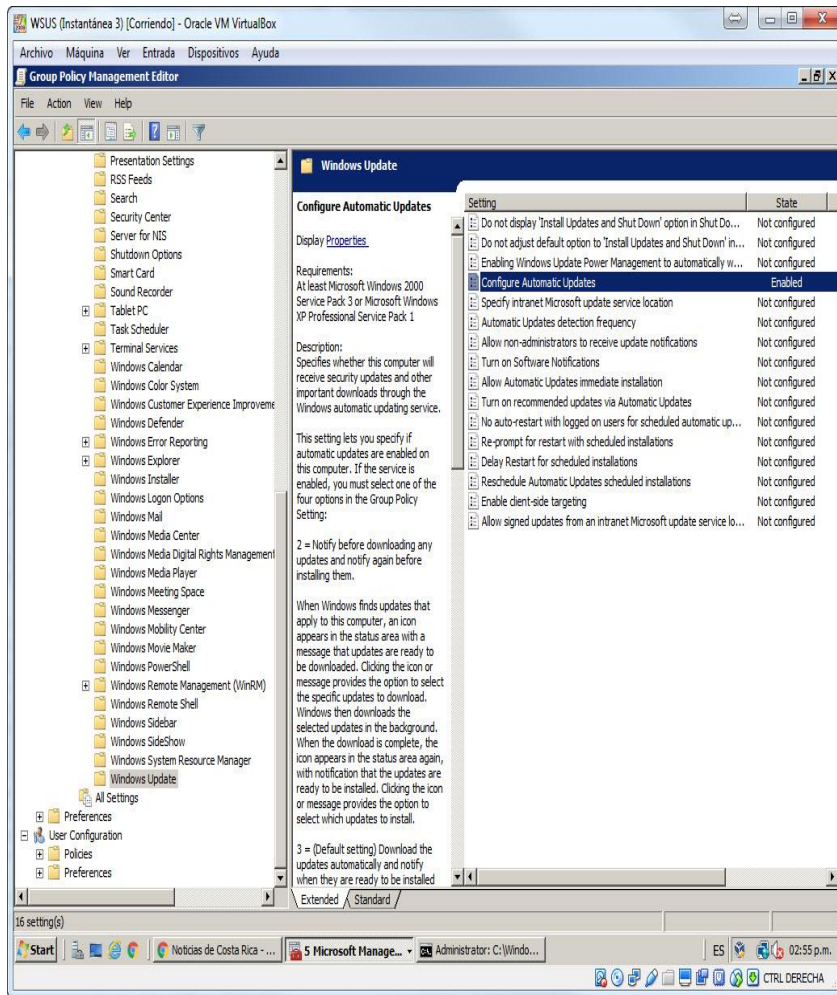 WSUS (Instantánea 3) [Corriendo] - Oracle VM VirtualBox
Archivo Máquina Ver Entrada Dispositivos Ayuda
Group Policy Management Editor
File Action View Help
Presentation Settings
RSS Feeds
Search
Security Center
Server for NIS
Shutdown Options
Smart Card
Sound Recorder
Tablet PC
Task Scheduler
Terminal Services
Windows Calendar
Windows Color System
Windows Customer Experience Improveme
Windows Defender
Windows Error Reporting
Windows Explorer
Windows Installer
Windows Logon Options
Windows Mail
Windows Media Center
Windows Media Digital Rights Management
Windows Media Player
Windows Meeting Space
Windows Messenger
Windows Mobility Center
Windows Movie Maker
Windows PowerShell
Windows Remote Management (WinRM)
Windows Remote Shell
Windows Sidebar
Windows SideShow
Windows System Resource Manager
Windows Update
All Settings
Preferences
User Configuration
Policies
Preferences
Windows Update
Configure Automatic Updates
Display Properties
Requirements:
At least Microsoft Windows 2000
Service Pack 3 or Microsoft Windows
XP Professional Service Pack 1
Description:
Specifies whether this computer will
receive security updates and other
important downloads through the
Windows automatic updating service.
This setting lets you specify if
automatic updates are enabled on
this computer. If the service is
enabled, you must select one of the
four options in the Group Policy
Setting:
2 = Notify before downloading any
updates and notify again before
installing them.
When Windows finds updates that
apply to this computer, an icon
appears in the status area with a
message that updates are ready to
be downloaded. Clicking the icon or
message provides the option to select
the specific updates to download.
Windows then downloads the
selected updates in the background.
When the download is complete, the
icon appears in the status area again,
with notification that the updates are
ready to be installed. Clicking the icon
or message provides the option to
select which updates to install.
3 = (Default setting) Download the
updates automatically and notify
when they are ready to be installed
Setting State
Do not display 'Install Updates and Shut Down' option in Shut Do... Not configured
Do not adjust default option to 'Install Updates and Shut Down' in... Not configured
Enabling Windows Update Power Management to automatically w... Not configured
Configure Automatic Updates Enabled
Specify intranet Microsoft update service location Not configured
Automatic Updates detection frequency Not configured
Allow non-administrators to receive update notifications Not configured
Turn on Software Notifications Not configured
Allow Automatic Updates immediate installation Not configured
Turn on recommended updates via Automatic Updates Not configured
No auto-restart with logged on users for scheduled automatic up... Not configured
Re-prompt for restart with scheduled installations Not configured
Delay Restart for scheduled installations Not configured
Reschedule Automatic Updates scheduled installations Not configured
Enable client-side targeting Not configured
Allow signed updates from an intranet Microsoft update service lo... Not configured
Extended Standard
16 setting(s)
Start Noticias de Costa Rica - ... 5 Microsoft Manage... Administrator: C:\Windo... ES 02:55 p.m.
CTRL DERECHA